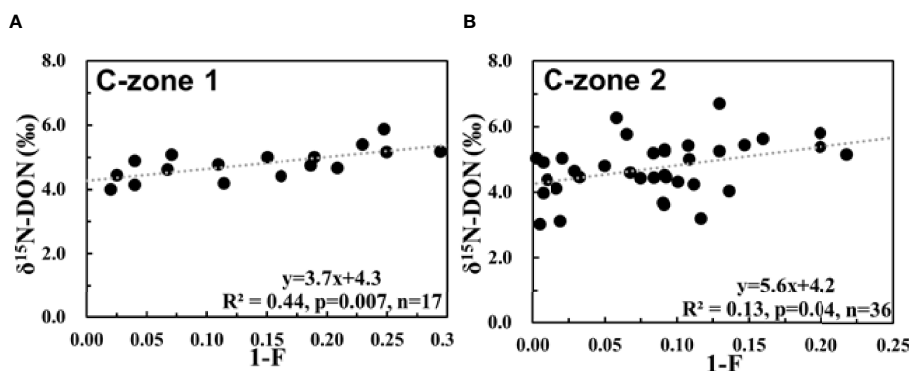 A
B
C-zone 1
C-zone 2
δ¹⁵N-DON (‰)
8.0
6.0
4.0
2.0
0.0
y=3.7x+4.3
R² = 0.44, p=0.007, n=17
0.00 0.05 0.10 0.15 0.20 0.25 0.3
1-F
δ¹⁵N-DON (‰)
8.0
6.0
4.0
2.0
0.0
y=5.6x+4.2
R² = 0.13, p=0.04, n=36
0.00 0.05 0.10 0.15 0.20 0.25
1-F